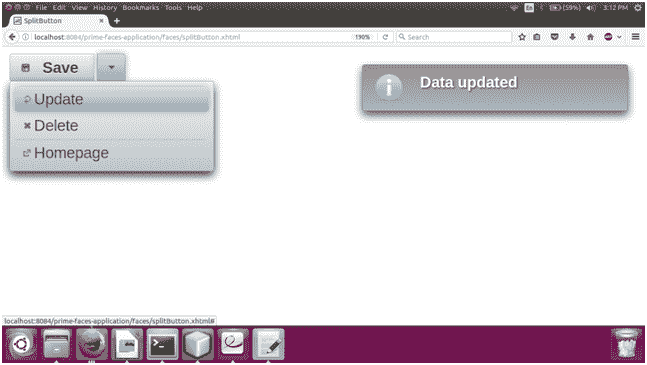 File Edit View History Bookmarks Tools Help
En (59%) 3:12 PM
SplitButton
localhost:8084/prime-faces-application/faces/splitButton.xhtml 190% Search
Save
Data updated
Update
Delete
Homepage
localhost:8084/prime-faces-application/faces/splitButton.xhtml#